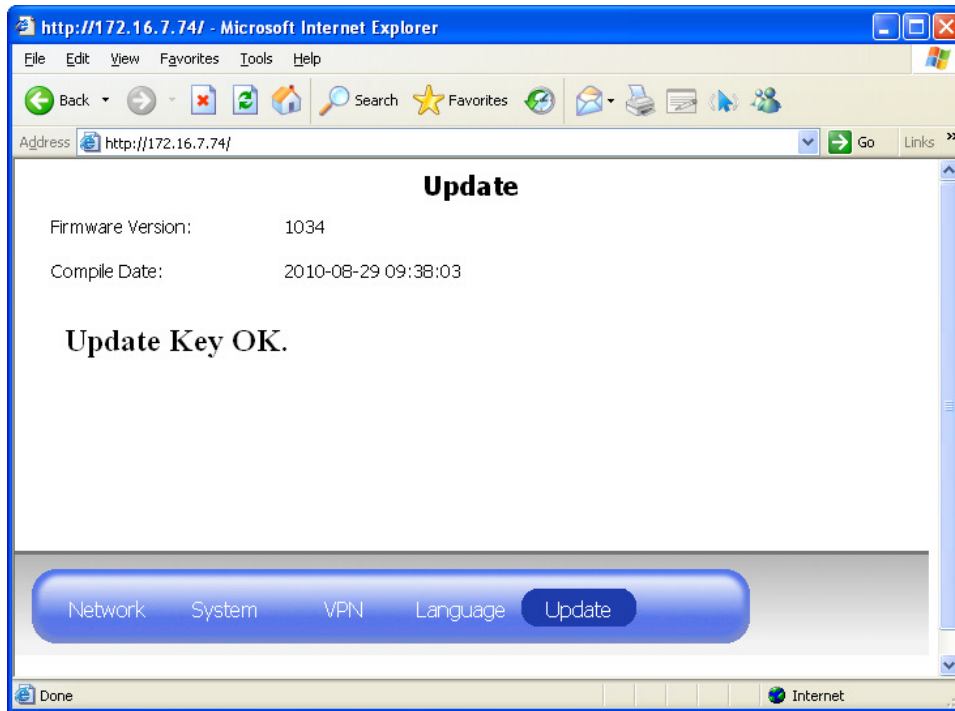 http://172.16.7.74/ - Microsoft Internet Explorer
File Edit View Favorites Tools Help
Back Search Favorites
Address http://172.16.7.74/ Go Links »
Update
Firmware Version: 1034
Compile Date: 2010-08-29 09:38:03
Update Key OK.
Network System VPN Language Update
Done Internet